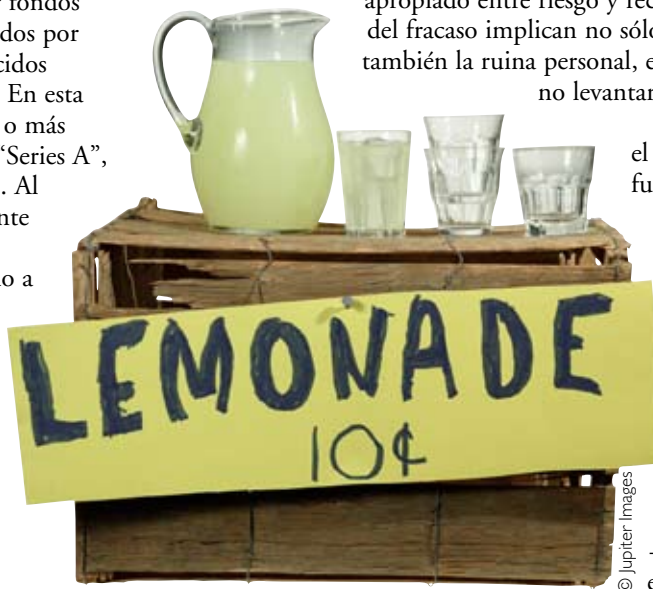 fondos
dos por
cidos
En esta
o más
“Series A”,
. Al
nte
o a
apropiado entre riesgo y rec
del fracaso implican no sólo
también la ruina personal, e
no levantar
el
fu
LEMONADE
10¢
© Jupiter Images
e